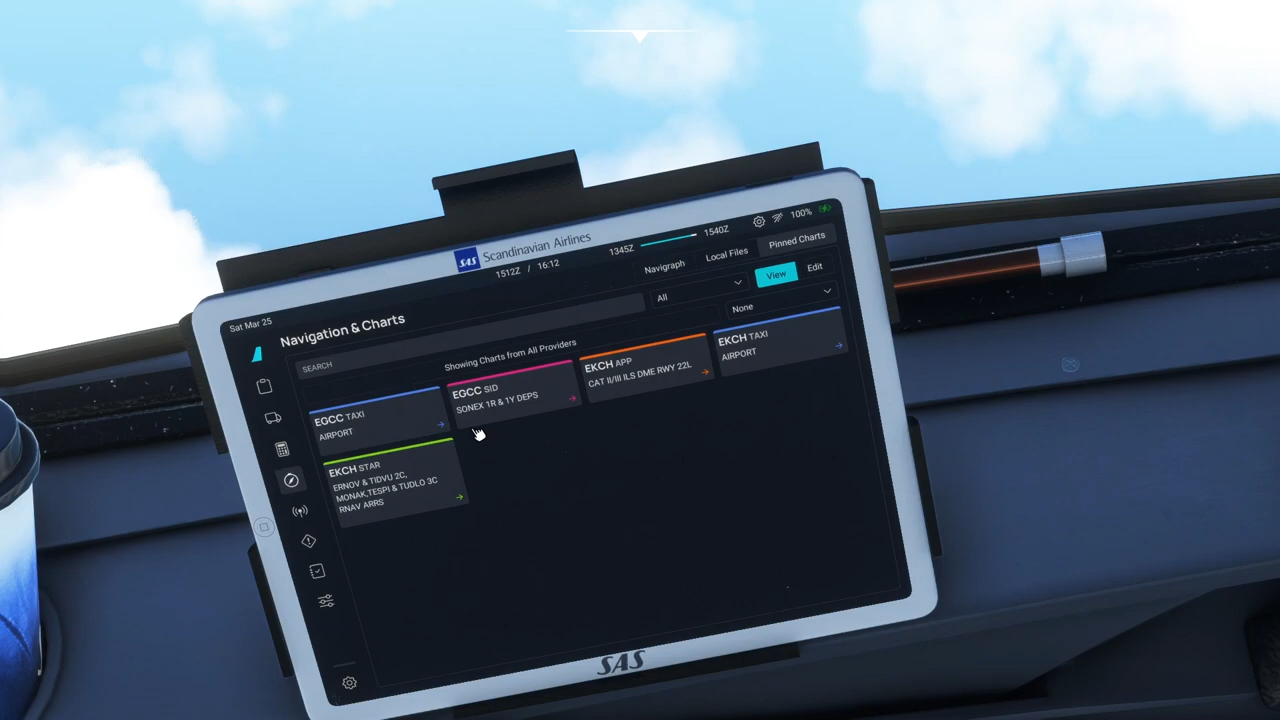 SAS Scandinavian Airlines
Sat Mar 25
1512Z / 16:12
1345Z
1540Z
100%
Navigation & Charts
Navigraph
Local Files
Pinned Charts
SEARCH
All
View
Edit
Showing Charts from All Providers
None
EGCC TAXI
AIRPORT
EGCC SID
SONEX 1R & 1Y DEPS
EKCH APP
CAT II/III ILS DME RWY 22L
EKCH TAXI
AIRPORT
EKCH STAR
ERNOV & TIDVU 2C,
MONAK,TESPI & TUDLO 3C
RNAV ARRS
SAS